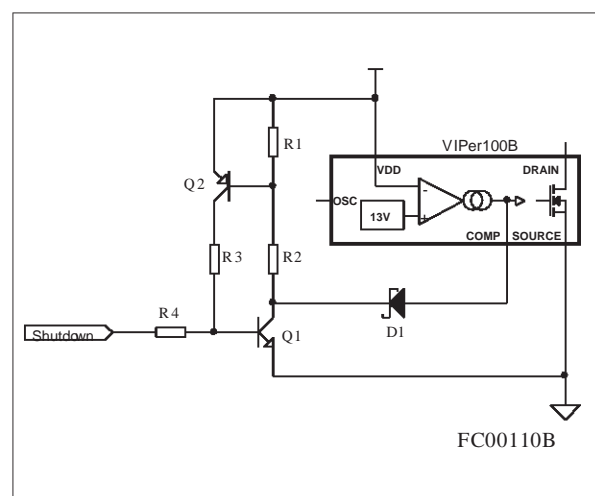 R1
VIPer100B
VDD
DRAIN
Q2
-
OSC
13V
+
COMP SOURCE
R3
R2
D1
R4
Shutdown
Q1
FC00110B